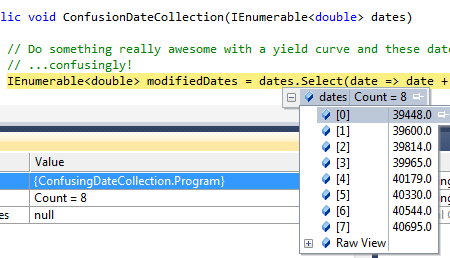 lic void ConfusionDateCollection(IEnumerable<double> dates)
// Do something really awesome with a yield curve and these dat
// ...confusingly!
IEnumerable<double> modifiedDates = dates.Select(date => date +
dates Count = 8
[0] 39448.0
[1] 39600.0
[2] 39814.0
[3] 39965.0
[4] 40179.0
[5] 40330.0
[6] 40544.0
[7] 40695.0
Raw View
Value
{ConfusingDateCollection.Program}
Count = 8
es null